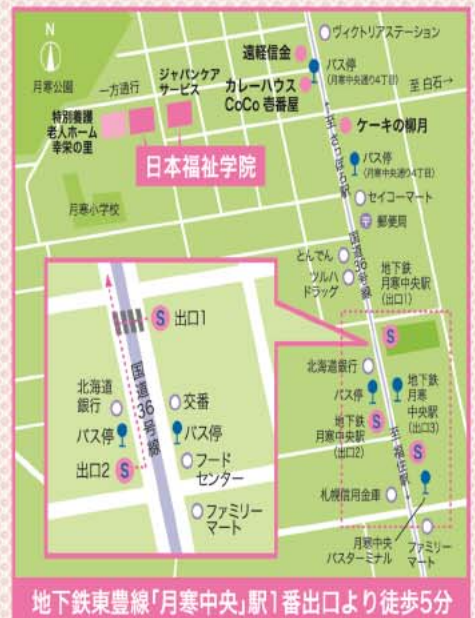 N
月寒公園
一方通行
ジャパンケア
サービス
特別養護
老人ホーム
幸栄の里
日本福祉学院
月寒小学校
遠軽信金
カレーハウス
CoCo 壱番屋
ヴィクトリアステーション
バス停
(月寒中央通り4丁目)
至 白石→
←至さっぽろ駅
ケーキの柳月
バス停
(月寒中央通り4丁目)
セイコーマート
〒 郵便局
国道36号線
とんでん
ツルハ
ドラッグ
地下鉄
月寒中央駅
(出口1)
S
北海道銀行
バス停
地下鉄
月寒
中央駅
(出口3)
S
地下鉄
月寒中央駅
(出口2)
S
至 福住駅→
札幌信用金庫
月寒中央
バスターミナル
ファミリー
マート
S 出口1
国道36号線
北海道
銀行
バス停
出口2 S
交番
バス停
フード
センター
ファミリー
マート
地下鉄東豊線「月寒中央」駅1番出口より徒歩5分